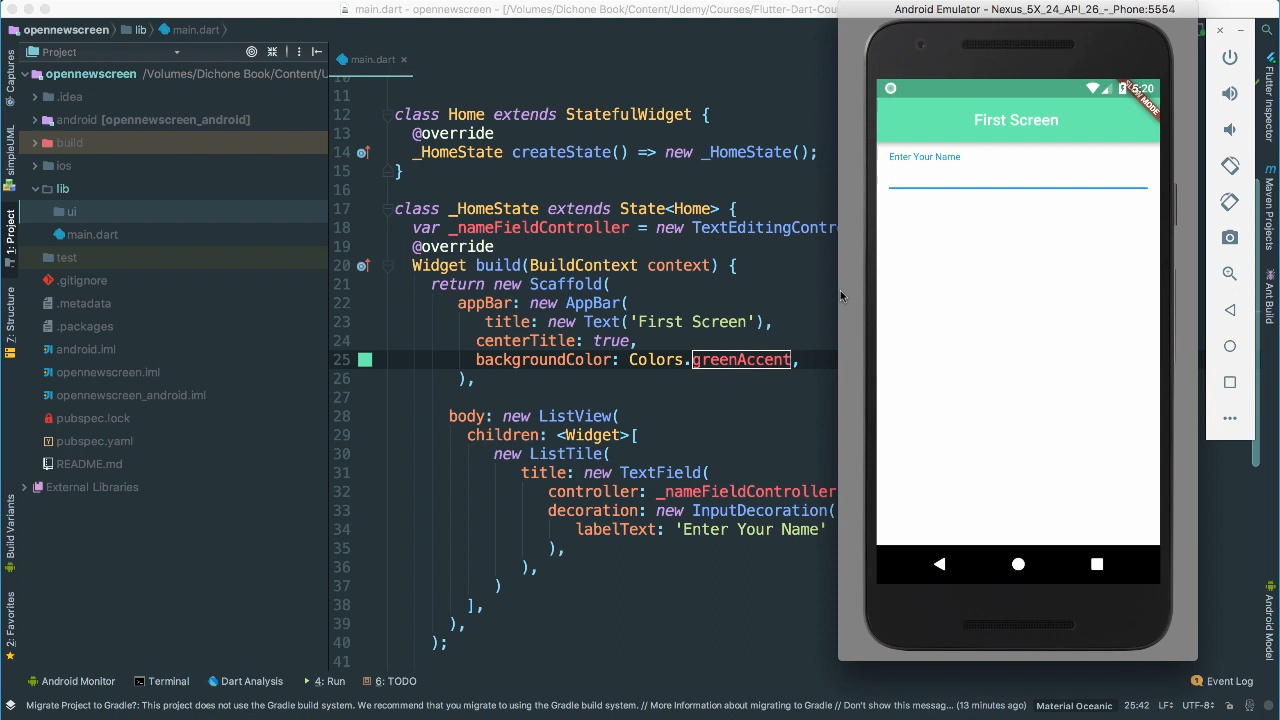 main.dart - opennewscreen - [/Volumes/Dichone Book/Content/Udemy/Courses/Flutter-Dart-Cou
Android Emulator - Nexus_5X_24_API_26_-_Phone:5554
opennewscreen
lib
main.dart
Project
main.dart
opennewscreen /Volumes/Dichone Book/Content/U
.idea
android [opennewscreen_android]
build
ios
lib
ui
main.dart
test
.gitignore
.metadata
.packages
android.iml
opennewscreen.iml
opennewscreen_android.iml
pubspec.lock
pubspec.yaml
README.md
External Libraries
Captures
simpleUML
1: Project
7: Structure
Build Variants
2: Favorites
10
11
12 class Home extends StatefulWidget {
13 @override
14 _HomeState createState() => new _HomeState();
15 }
16
17 class _HomeState extends State<Home> {
18 var _nameFieldController = new TextEditingContr
19 @override
20 Widget build(BuildContext context) {
21 return new Scaffold(
22 appBar: new AppBar(
23 title: new Text('First Screen'),
24 centerTitle: true,
25 backgroundColor: Colors.greenAccent,
26 ),
27
28 body: new ListView(
29 children: <Widget>[
30 new ListTile(
31 title: new TextField(
32 controller: _nameFieldController
33 decoration: new InputDecoration(
34 labelText: 'Enter Your Name'
35 ),
36 ),
37 )
38 ],
39 ),
40 );
41
5:20
First Screen
Enter Your Name
Flutter Inspector
Maven Projects
Ant Build
Android Model
Android Monitor
Terminal
Dart Analysis
4: Run
6: TODO
1 Event Log
Migrate Project to Gradle?: This project does not use the Gradle build system. We recommend that you migrate to using the Gradle build system. // More Information about migrating to Gradle // Don't show this messag... (13 minutes ago)
Material Oceanic
25:42
LF÷
UTF-8÷